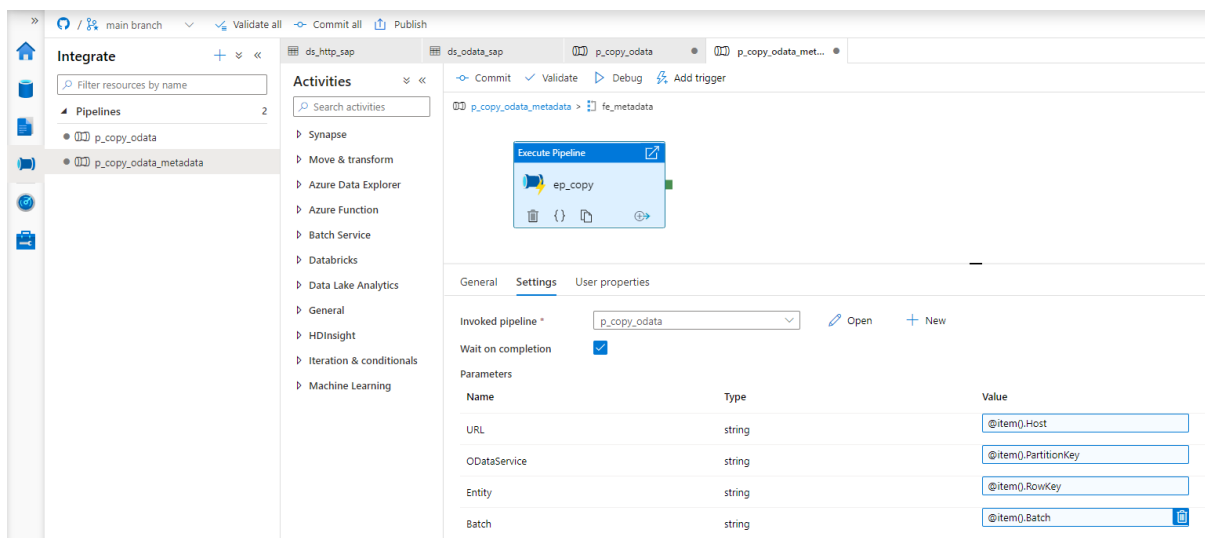 »
/ main branch
Validate all
Commit all
Publish
Integrate
Filter resources by name
Pipelines
2
p_copy_odata
p_copy_odata_metadata
ds_http_sap
ds_odata_sap
p_copy_odata
p_copy_odata_met...
Activities
Search activities
Synapse
Move & transform
Azure Data Explorer
Azure Function
Batch Service
Databricks
Data Lake Analytics
General
HDInsight
Iteration & conditionals
Machine Learning
Commit
Validate
Debug
Add trigger
p_copy_odata_metadata > fe_metadata
Execute Pipeline
ep_copy
General
Settings
User properties
Invoked pipeline *
p_copy_odata
Open
New
Wait on completion
Parameters
Name Type Value
URL string @item().Host
ODataService string @item().PartitionKey
Entity string @item().RowKey
Batch string @item().Batch